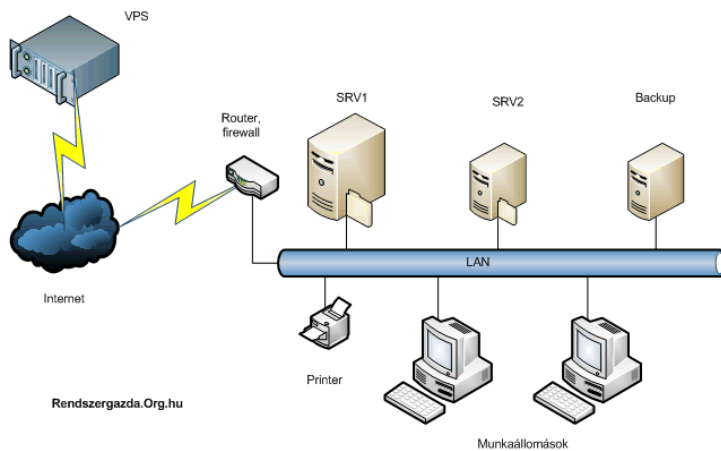 VPS
SRV1
SRV2
Backup
Router,
firewall
LAN
Internet
Printer
Rendszergazda.Org.hu
Munkaállomások